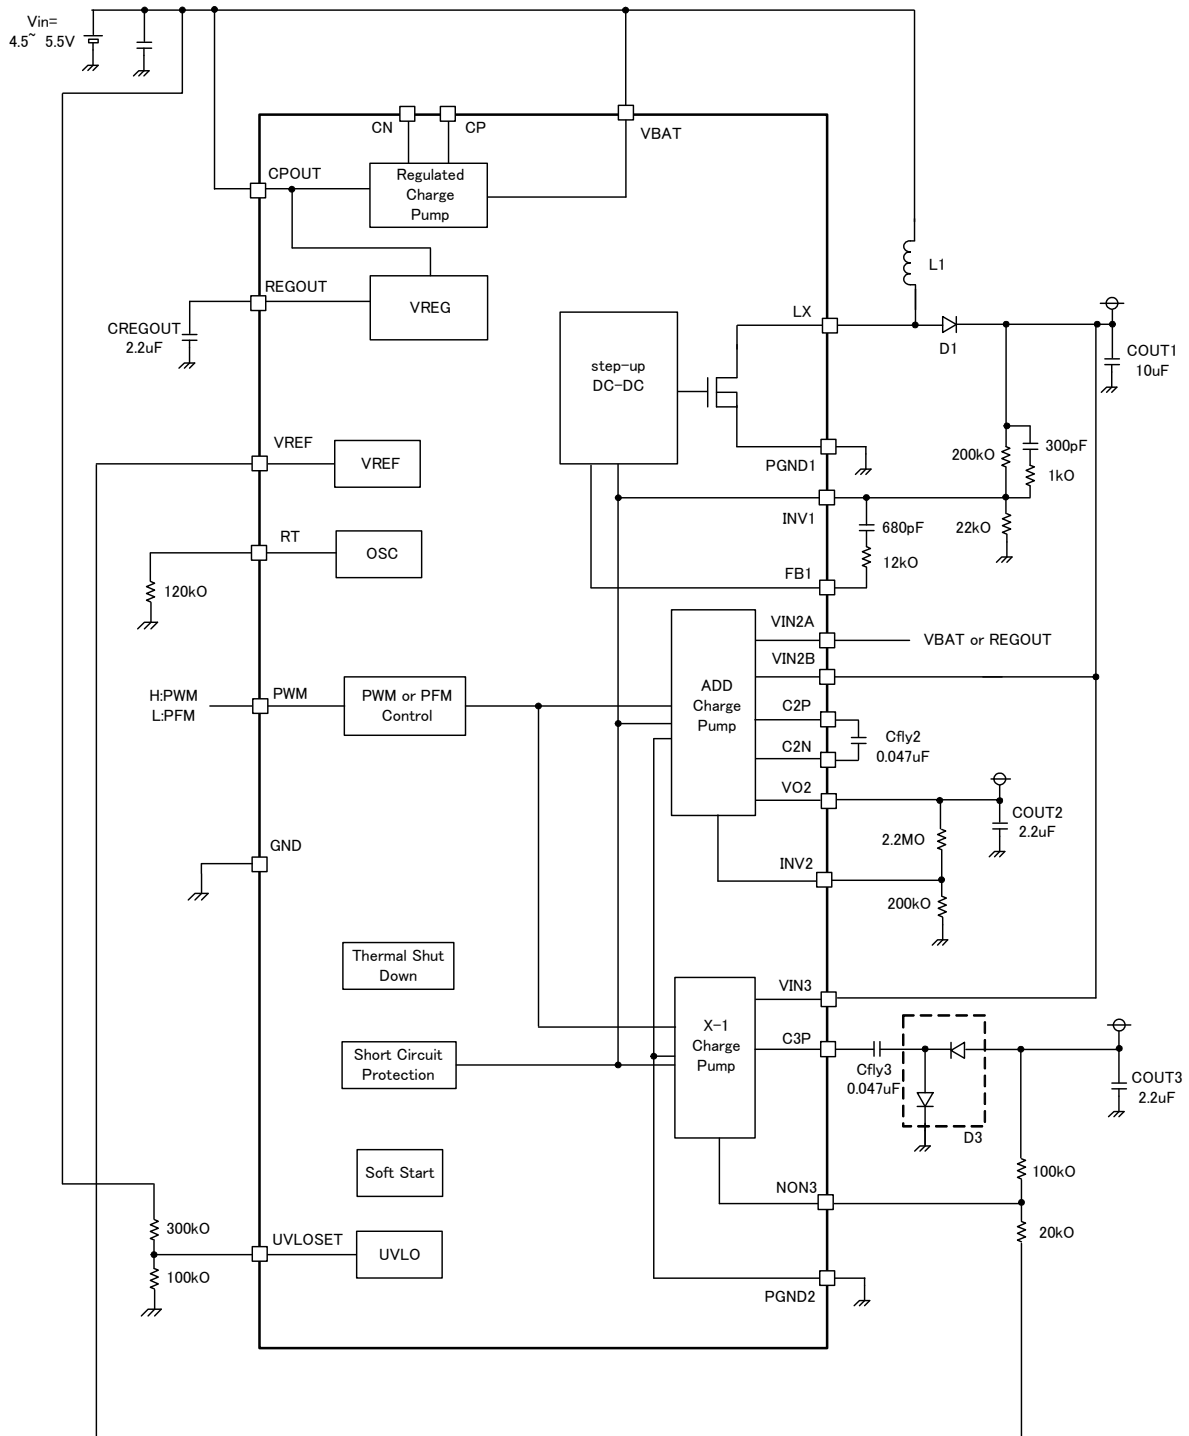 Vin=
4.5~ 5.5V
CN
CP
VBAT
CPOUT
Regulated
Charge
Pump
REGOUT
VREG
CREGOUT
2.2uF
L1
LX
D1
COUT1
10uF
step-up
DC-DC
VREF
VREF
PGND1
200kO
300pF
1kO
INV1
680pF
22kO
RT
OSC
12kO
FB1
120kO
VIN2A
VBAT or REGOUT
VIN2B
H:PWM
L:PFM
PWM
PWM or PFM
Control
ADD
Charge
Pump
C2P
Cfly2
0.047uF
C2N
VO2
COUT2
2.2uF
2.2MO
GND
INV2
200kO
Thermal Shut
Down
VIN3
X-1
Charge
Pump
C3P
Short Circuit
Protection
Cfly3
0.047uF
COUT3
2.2uF
D3
Soft Start
100kO
NON3
300kO
20kO
UVLOSET
UVLO
100kO
PGND2